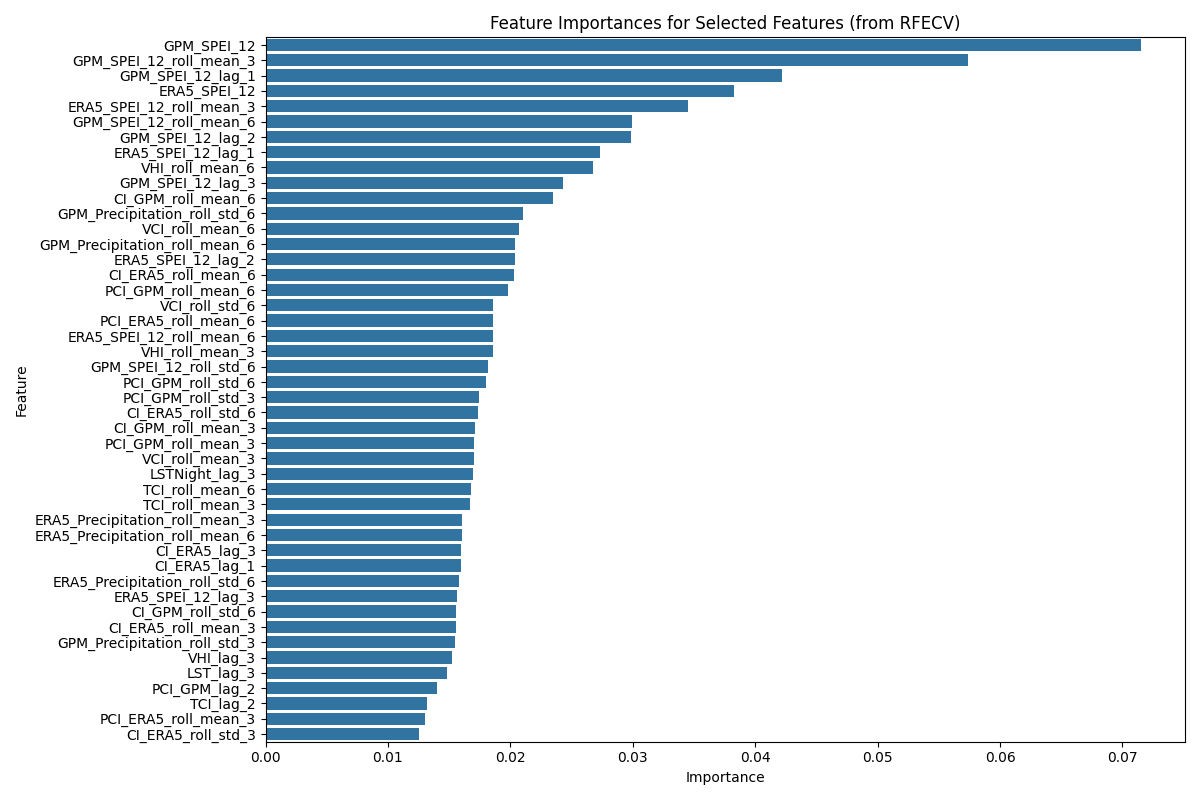 Feature Importances for Selected Features (from RFECV)
GPM_SPEI_12
GPM_SPEI_12_roll_mean_3
GPM_SPEI_12_lag_1
ERA5_SPEI_12
ERA5_SPEI_12_roll_mean_3
GPM_SPEI_12_roll_mean_6
GPM_SPEI_12_lag_2
ERA5_SPEI_12_lag_1
VHI_roll_mean_6
GPM_SPEI_12_lag_3
CI_GPM_roll_mean_6
GPM_Precipitation_roll_std_6
VCI_roll_mean_6
GPM_Precipitation_roll_mean_6
ERA5_SPEI_12_lag_2
CI_ERA5_roll_mean_6
PCI_GPM_roll_mean_6
VCI_roll_std_6
PCI_ERA5_roll_mean_6
ERA5_SPEI_12_roll_mean_6
VHI_roll_mean_3
GPM_SPEI_12_roll_std_6
PCI_GPM_roll_std_6
PCI_GPM_roll_std_3
CI_ERA5_roll_std_6
CI_GPM_roll_mean_3
PCI_GPM_roll_mean_3
VCI_roll_mean_3
LSTNight_lag_3
TCI_roll_mean_6
TCI_roll_mean_3
ERA5_Precipitation_roll_mean_3
ERA5_Precipitation_roll_mean_6
CI_ERA5_lag_3
CI_ERA5_lag_1
ERA5_Precipitation_roll_std_6
ERA5_SPEI_12_lag_3
CI_GPM_roll_std_6
CI_ERA5_roll_mean_3
GPM_Precipitation_roll_std_3
VHI_lag_3
LST_lag_3
PCI_GPM_lag_2
TCI_lag_2
PCI_ERA5_roll_mean_3
CI_ERA5_roll_std_3
Feature
0.00 0.01 0.02 0.03 0.04 0.05 0.06 0.07
Importance